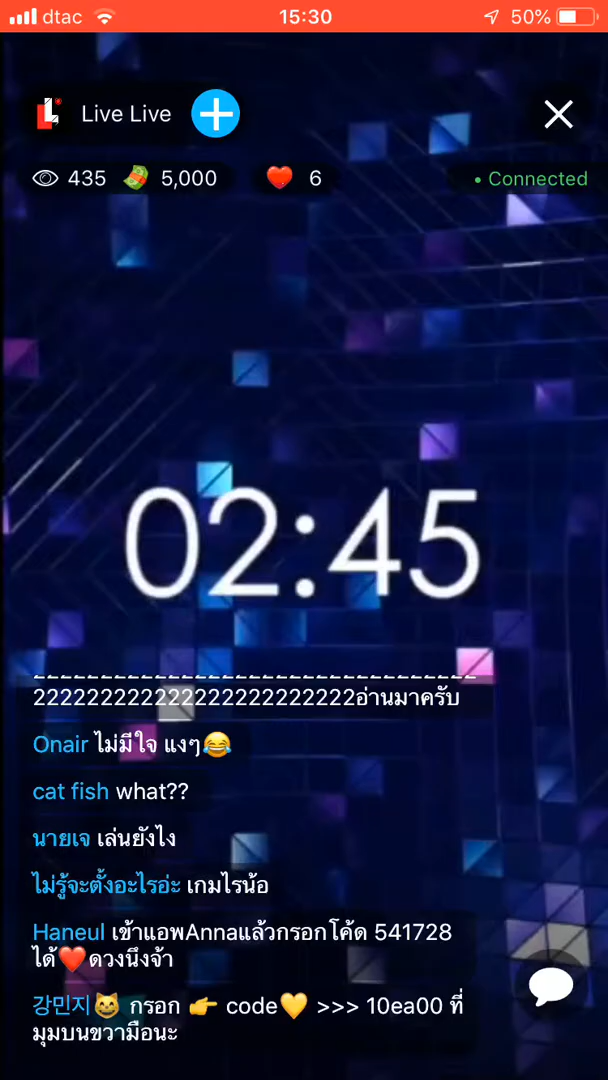 dtac 15:30 50%
Live Live
435 5,000 6 • Connected
02:45
22222222222222222222222222อ่านมาครับ
Onair ไม่มีใจ แงๆ😂
cat fish what??
นายเจ เล่นยังไง
ไม่รู้จะตั้งอะไรอ่ะ เกมไรน้อ
Haneul เข้าแอพAnnaแล้วกรอกโค้ด 541728
ได้❤️ดวงนึงจ้า
강민지😸 กรอก 👉 code💛 >>> 10ea00 ที่
มุมบนขวามือนะ